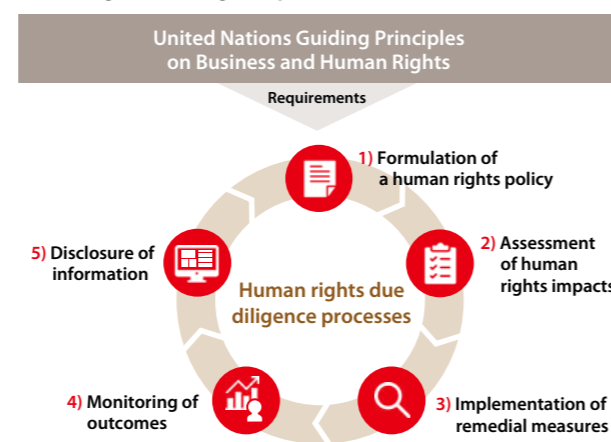 United Nations Guiding Principles
on Business and Human Rights
Requirements
1) Formulation of
a human rights policy
2) Assessment
of human
rights impacts
3) Implementation of
remedial measures
4) Monitoring of
outcomes
5) Disclosure of
information
Human rights due
diligence processes